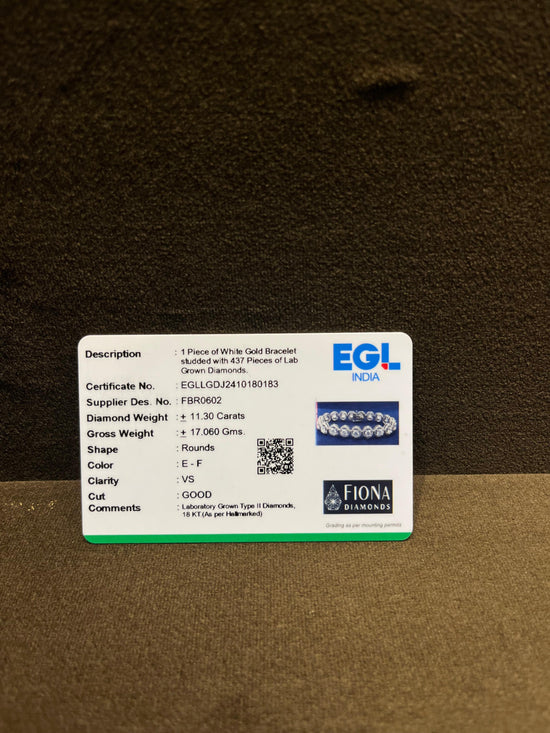 EGL
INDIA
Description : 1 Piece of White Gold Bracelet
studded with 437 Pieces of Lab
Grown Diamonds.
Certificate No. : EGLLGDJ2410180183
Supplier Des. No. : FBR0602
Diamond Weight : ± 11.30 Carats
Gross Weight : ± 17.060 Gms.
Shape : Rounds
Color : E - F
Clarity : VS
Cut : GOOD
Comments : Laboratory Grown Type II Diamonds,
18 KT.(As per Hallmarked)
FIONA
DIAMONDS
Grading as per mounting permits